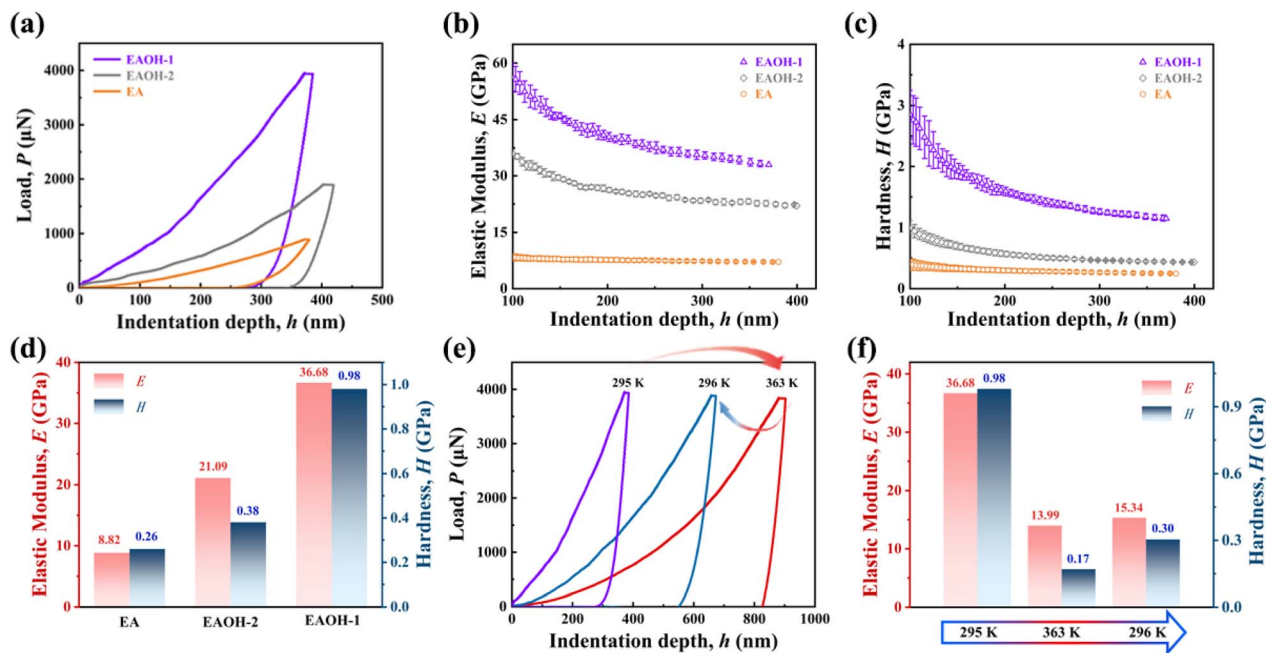 (a)
EAOH-1
EAOH-2
EA
4000
3000
2000
1000
0
Load, P (μN)
0 100 200 300 400 500
Indentation depth, h (nm)
(b)
EAOH-1
EAOH-2
EA
60
45
30
15
0
Elastic Modulus, E (GPa)
100 200 300 400
Indentation depth, h (nm)
(c)
EAOH-1
EAOH-2
EA
4
3
2
1
0
Hardness, H (GPa)
100 200 300 400
Indentation depth, h (nm)
(d)
E
H
40
30
20
10
0
Elastic Modulus, E (GPa)
8.82 0.26
21.09 0.38
36.68 0.98
1.0
0.8
0.6
0.4
0.2
0.0
Hardness, H (GPa)
EA EAOH-2 EAOH-1
(e)
295 K 296 K 363 K
4000
3000
2000
1000
0
Load, P (μN)
0 200 400 600 800 1000
Indentation depth, h (nm)
(f)
E
H
40
30
20
10
0
Elastic Modulus, E (GPa)
36.68 0.98
13.99 0.17
15.34 0.30
0.9
0.6
0.3
0.0
Hardness, H (GPa)
295 K 363 K 296 K